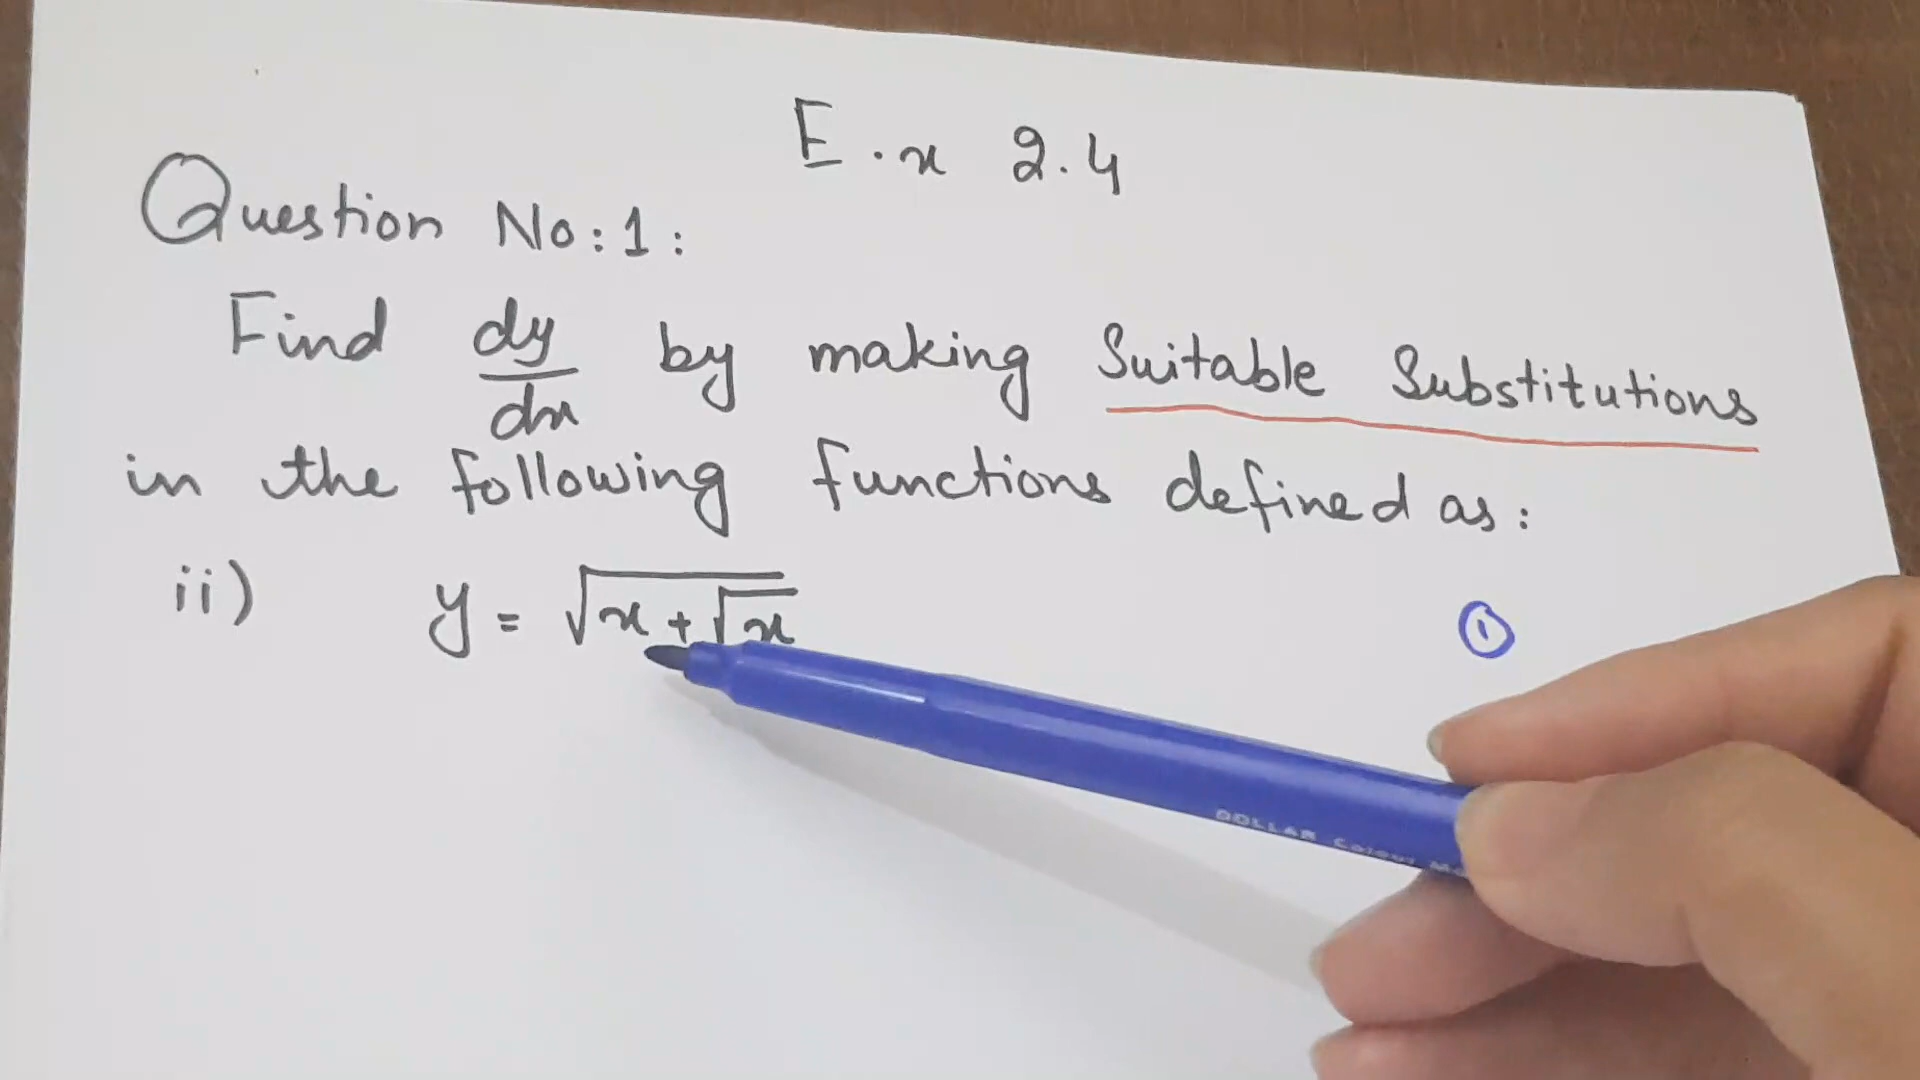 E.x 2.4
Question No:1:
Find dy/dx by making Suitable Substitutions
in the following functions defined as:
ii) y = √(x + √x) ①
DOLLAR Colour